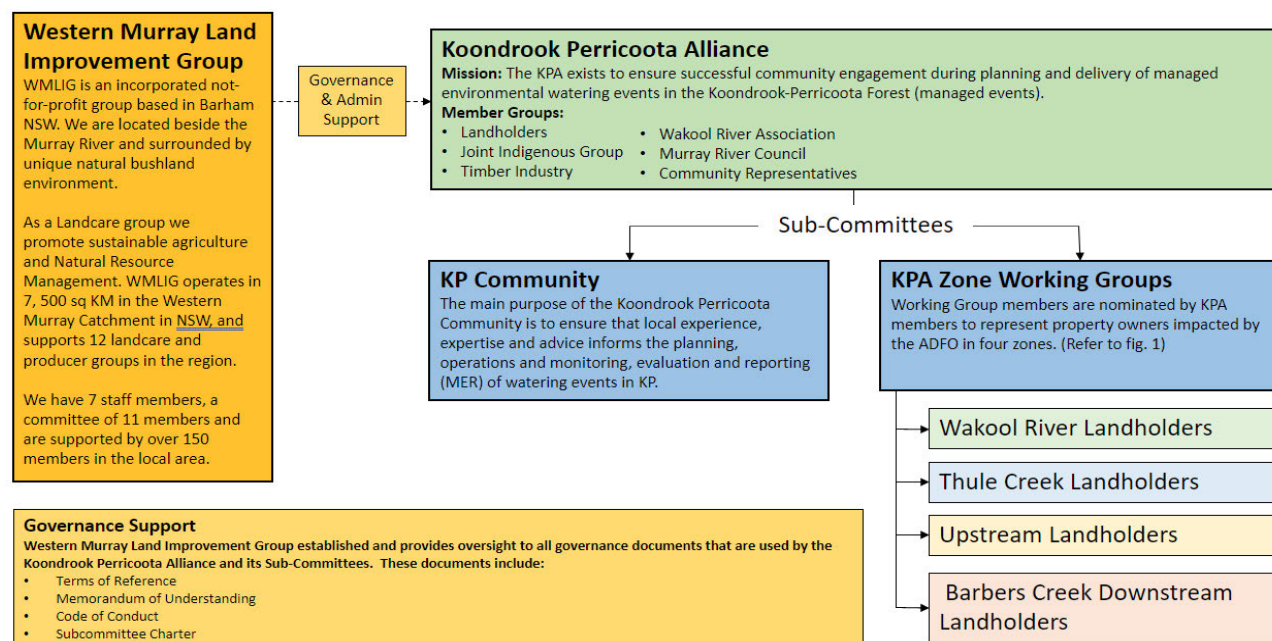 Western Murray Land
Improvement Group
WMLIG is an incorporated not-
for-profit group based in Barham
NSW. We are located beside the
Murray River and surrounded by
unique natural bushland
environment.
As a Landcare group we
promote sustainable agriculture
and Natural Resource
Management. WMLIG operates in
7, 500 sq KM in the Western
Murray Catchment in NSW, and
supports 12 landcare and
producer groups in the region.
We have 7 staff members, a
committee of 11 members and
are supported by over 150
members in the local area.
Governance
& Admin
Support
Koondrook Perricoota Alliance
Mission: The KPA exists to ensure successful community engagement during planning and delivery of managed
environmental watering events in the Koondrook-Perricoota Forest (managed events).
Member Groups:
• Landholders
• Joint Indigenous Group
• Timber Industry
• Wakool River Association
• Murray River Council
• Community Representatives
Sub-Committees
KP Community
The main purpose of the Koondrook Perricoota
Community is to ensure that local experience,
expertise and advice informs the planning,
operations and monitoring, evaluation and reporting
(MER) of watering events in KP.
KPA Zone Working Groups
Working Group members are nominated by KPA
members to represent property owners impacted by
the ADFO in four zones. (Refer to fig. 1)
Wakool River Landholders
Thule Creek Landholders
Upstream Landholders
Barbers Creek Downstream
Landholders
Governance Support
Western Murray Land Improvement Group established and provides oversight to all governance documents that are used by the
Koondrook Perricoota Alliance and its Sub-Committees. These documents include:
• Terms of Reference
• Memorandum of Understanding
• Code of Conduct
• Subcommittee Charter